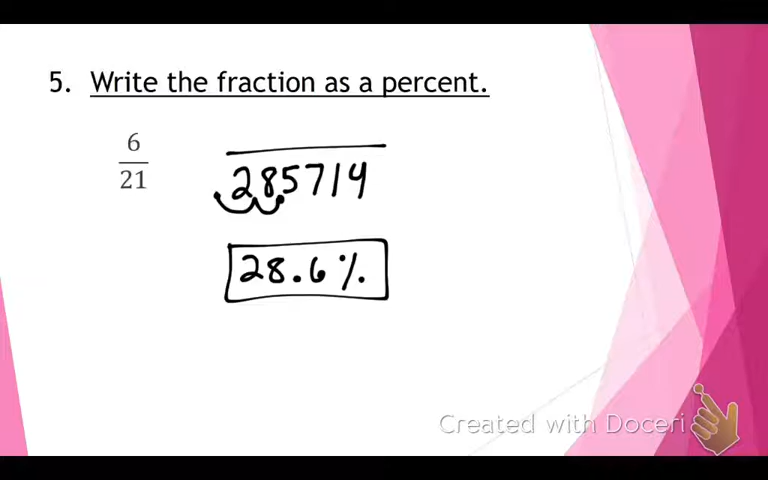 5. Write the fraction as a percent.
6
21
.285714
28.6%
Created with Doceri